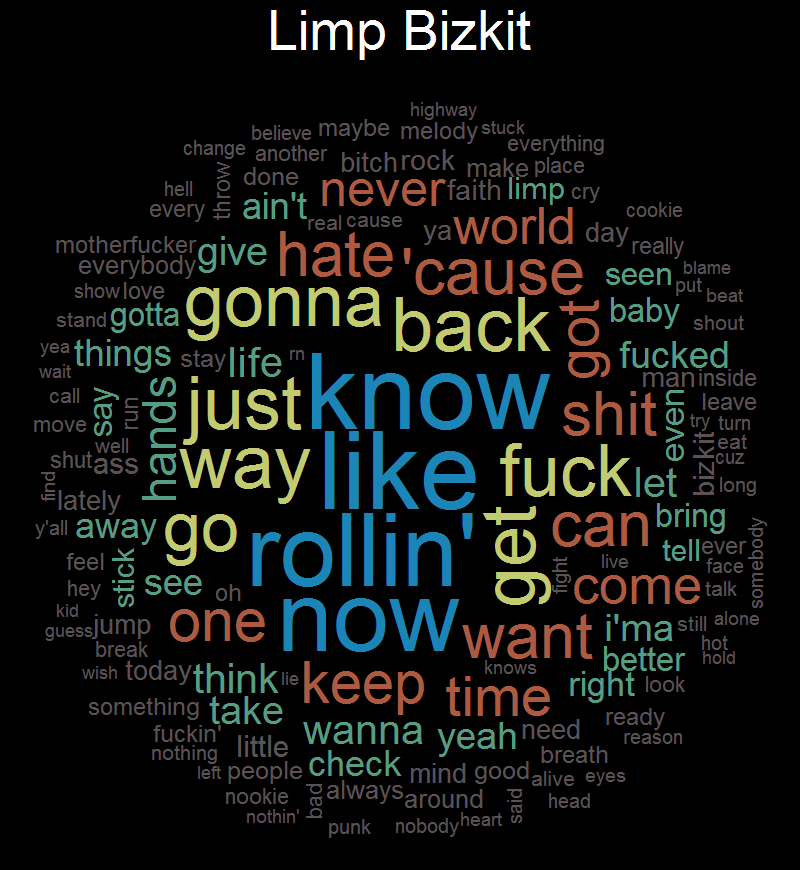 Limp Bizkit
highway
believe maybe melody stuck
change another everything
bitch rock make place
hell throw done never faith limp cry
every ain't real cause ya world day cookie
motherfucker give hate 'cause really
everybody seen blame
show love gonna back got baby put beat
stand gotta shout
yea things stay life rn know fucked
wait man inside
call say run hands just shit even leave
move try turn
well way like fuck bizkit eat
shut ass let cuz
find lately long
y'all away go rollin' get can bring
feel stick see oh fight live tell ever somebody
hey come face talk
kid now
guess jump one want i'ma still alone
break better hot
wish today think lie keep knows right look hold
something take time ready
fuckin' wanna yeah need reason
nothing little check breath
left people mind good alive eyes
nookie bad always around said head
nothin' punk nobody heart